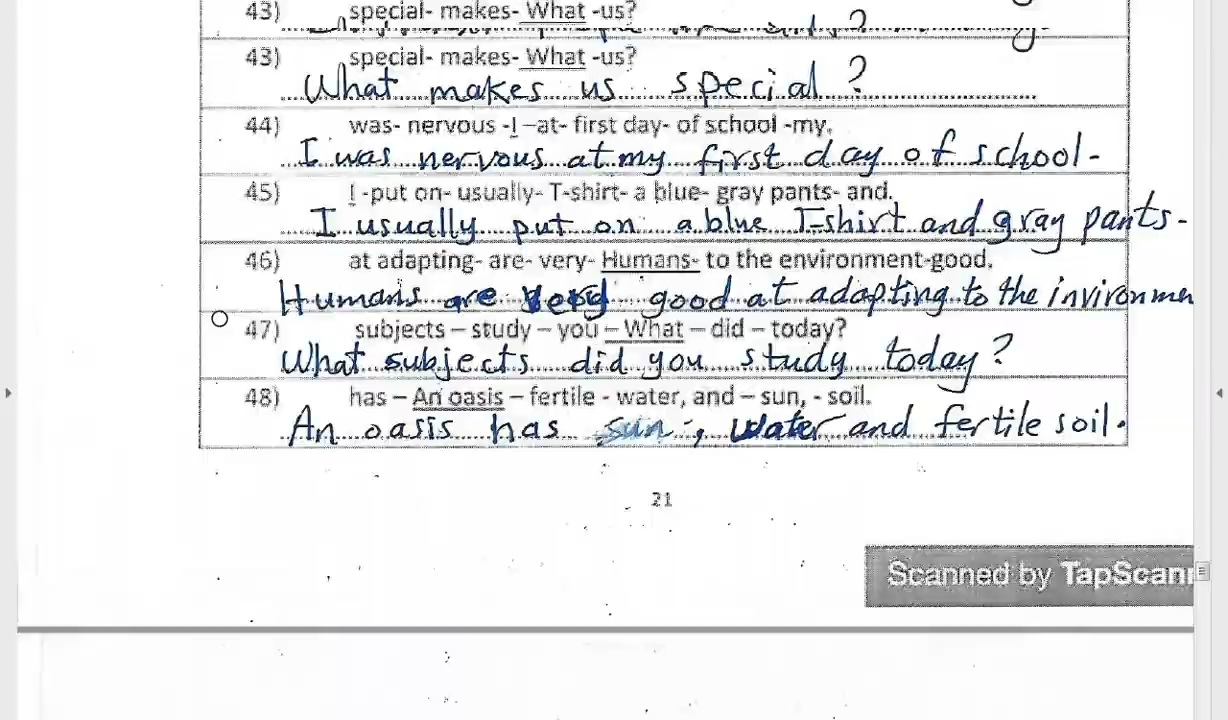 43) special- makes- What -us?
43) special- makes- What -us?
What makes us special ?
44) was- nervous -I -at- first day- of school -my.
I was nervous at my first day of school -
45) I -put on- usually- T-shirt- a blue- gray pants- and.
I usually put on a blue T-shirt and gray pants-
46) at adapting- are- very- Humans- to the environment-good.
Humans are very good at adapting to the invironmen
47) subjects – study – you – What – did – today?
What subjects did you study today ?
48) has – An oasis – fertile - water, and – sun, - soil.
An oasis has sun , water and fertile soil.
21
Scanned by TapScann